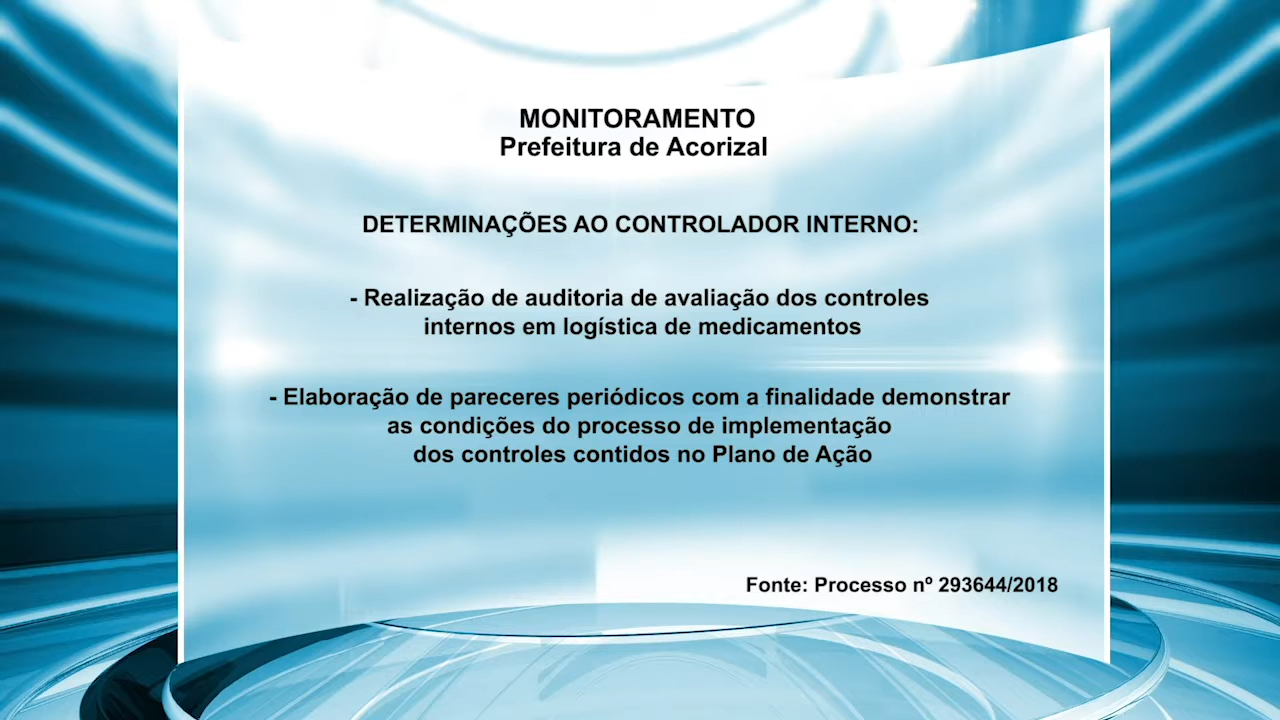 MONITORAMENTO
Prefeitura de Acorizal
DETERMINAÇÕES AO CONTROLADOR INTERNO:
- Realização de auditoria de avaliação dos controles
internos em logística de medicamentos
- Elaboração de pareceres periódicos com a finalidade demonstrar
as condições do processo de implementação
dos controles contidos no Plano de Ação
Fonte: Processo nº 293644/2018